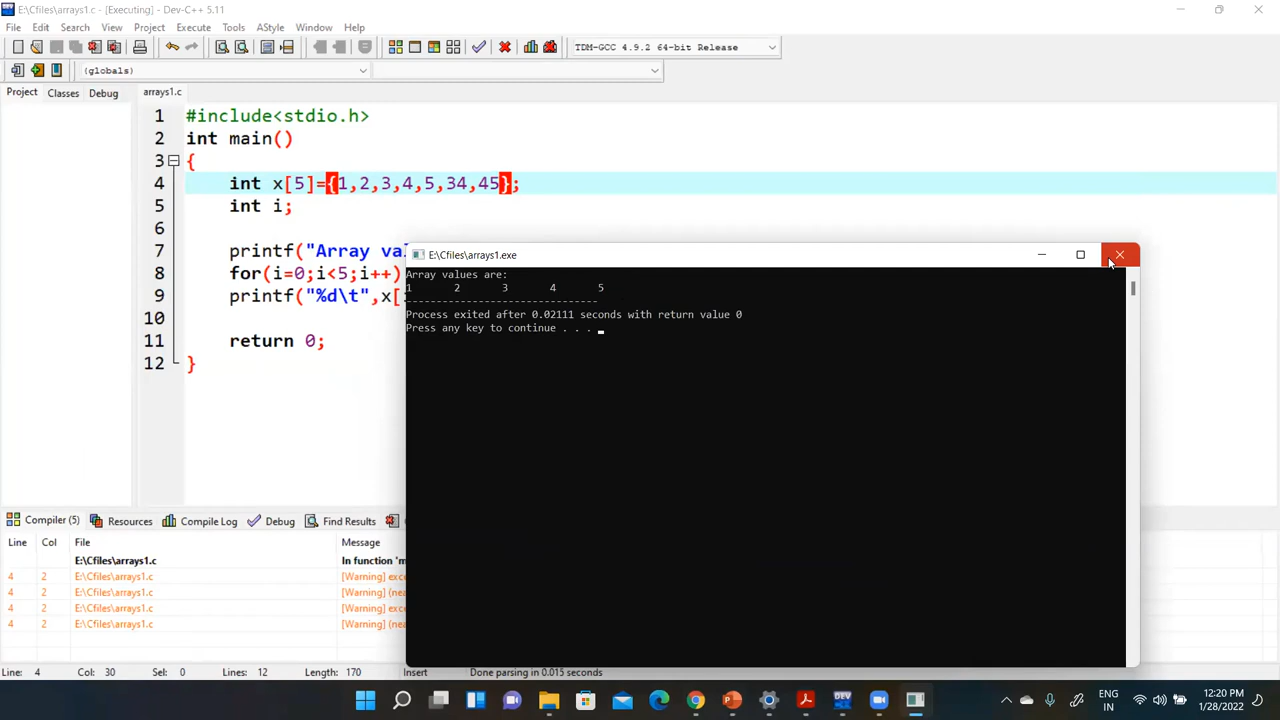 E:\Cfiles\arrays1.c - [Executing] - Dev-C++ 5.11
File Edit Search View Project Execute Tools AStyle Window Help
TDM-GCC 4.9.2 64-bit Release
(globals)
Project Classes Debug
arrays1.c
1 #include<stdio.h>
2 int main()
3 {
4 int x[5]={1,2,3,4,5,34,45};
5 int i;
6
7 printf("Array va
8 for(i=0;i<5;i++)
9 printf("%d\t",x[
10
11 return 0;
12 }
E:\Cfiles\arrays1.exe
Array values are:
1 2 3 4 5
--------------------------------
Process exited after 0.02111 seconds with return value 0
Press any key to continue . . .
Compiler (5) Resources Compile Log Debug Find Results
Line Col File Message
E:\Cfiles\arrays1.c In function 'm
4 2 E:\Cfiles\arrays1.c [Warning] exc
4 2 E:\Cfiles\arrays1.c [Warning] (nea
4 2 E:\Cfiles\arrays1.c [Warning] exc
4 2 E:\Cfiles\arrays1.c [Warning] (nea
Line: 4 Col: 30 Sel: 0 Lines: 12 Length: 170 Insert Done parsing in 0.015 seconds
DEV
ENG
IN
12:20 PM
1/28/2022